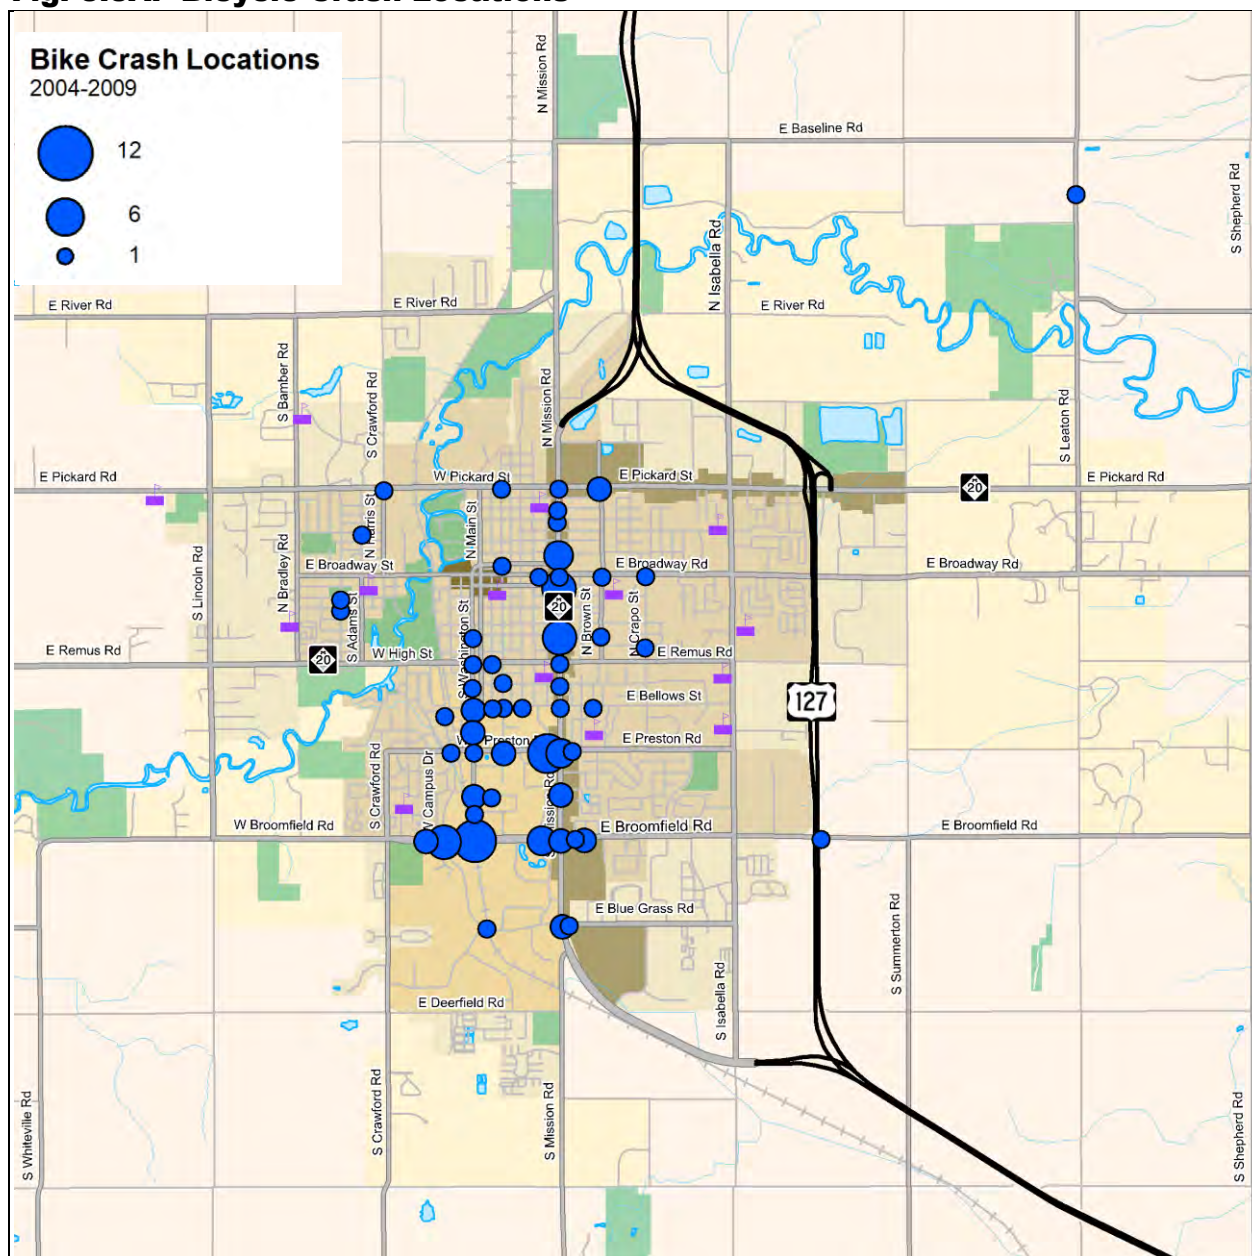 Bike Crash Locations
2004-2009
12
6
1
N Mission Rd
E Baseline Rd
S Shepherd Rd
N Isabella Rd
E River Rd
E River Rd
E River Rd
S Bamber Rd
S Crawford Rd
N Mission Rd
S Leaton Rd
E Pickard Rd
W Pickard St
E Pickard St
20
E Pickard Rd
N Harris St
N Main St
S Lincoln Rd
N Bradley Rd
E Broadway St
E Broadway Rd
E Broadway Rd
S Adams St
S Washington St
20
N Brown St
N Crapo St
E Remus Rd
20
W High St
E Remus Rd
E Bellows St
127
E Preston Rd
S Crawford Rd
W Campus Dr
W Broomfield Rd
E Broomfield Rd
E Broomfield Rd
E Blue Grass Rd
S Summerton Rd
S Isabella Rd
E Deerfield Rd
S Whiteville Rd
S Crawford Rd
S Mission Rd
S Shepherd Rd